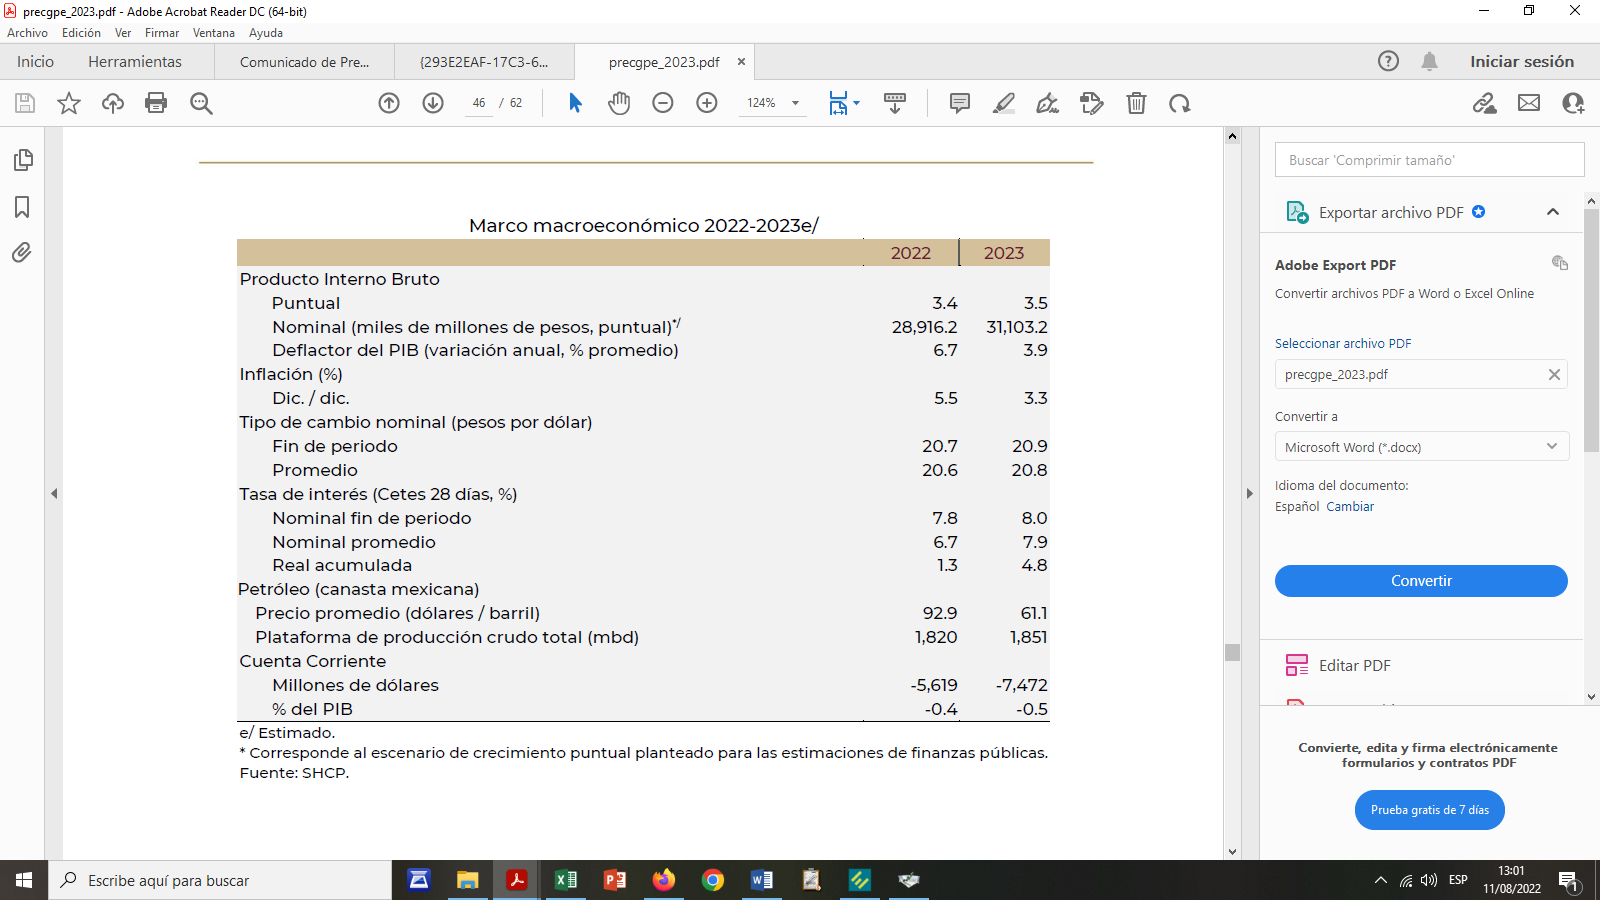 precgpe_2023.pdf - Adobe Acrobat Reader DC (64-bit)
Archivo Edición Ver Firmar Ventana Ayuda
Inicio Herramientas Comunicado de Pre... {293E2EAF-17C3-6... precgpe_2023.pdf Iniciar sesión
46 / 62 124%
Buscar 'Comprimir tamaño'
Exportar archivo PDF
Adobe Export PDF
Convertir archivos PDF a Word o Excel Online
Seleccionar archivo PDF
precgpe_2023.pdf
Convertir a
Microsoft Word (*.docx)
Idioma del documento:
Español Cambiar
Convertir
Editar PDF
Convierte, edita y firma electrónicamente
formularios y contratos PDF
Prueba gratis de 7 días
Marco macroeconómico 2022-2023e/
2022 2023
Producto Interno Bruto
Puntual 3.4 3.5
Nominal (miles de millones de pesos, puntual)*/ 28,916.2 31,103.2
Deflactor del PIB (variación anual, % promedio) 6.7 3.9
Inflación (%)
Dic. / dic. 5.5 3.3
Tipo de cambio nominal (pesos por dólar)
Fin de periodo 20.7 20.9
Promedio 20.6 20.8
Tasa de interés (Cetes 28 días, %)
Nominal fin de periodo 7.8 8.0
Nominal promedio 6.7 7.9
Real acumulada 1.3 4.8
Petróleo (canasta mexicana)
Precio promedio (dólares / barril) 92.9 61.1
Plataforma de producción crudo total (mbd) 1,820 1,851
Cuenta Corriente
Millones de dólares -5,619 -7,472
% del PIB -0.4 -0.5
e/ Estimado.
* Corresponde al escenario de crecimiento puntual planteado para las estimaciones de finanzas públicas.
Fuente: SHCP.
Escribe aquí para buscar
ESP
13:01
11/08/2022
1